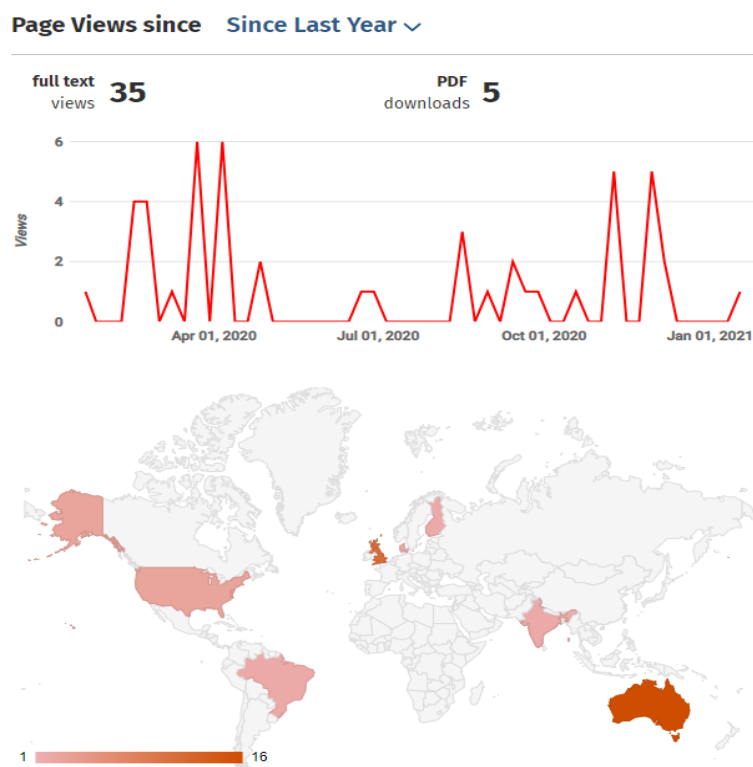 Page Views since Since Last Year
full text
views 35
PDF
downloads 5
6
4
2
0
Views
Apr 01, 2020 Jul 01, 2020 Oct 01, 2020 Jan 01, 2021
1 16